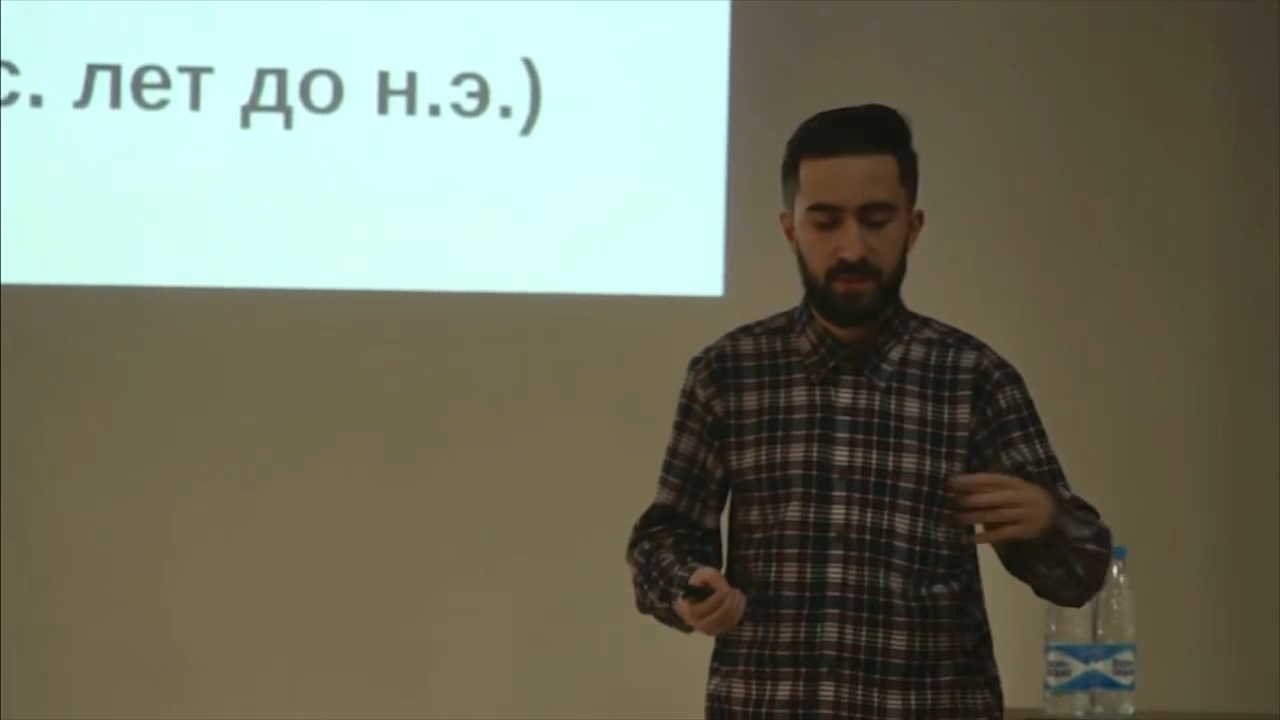 с. лет до н.э.)